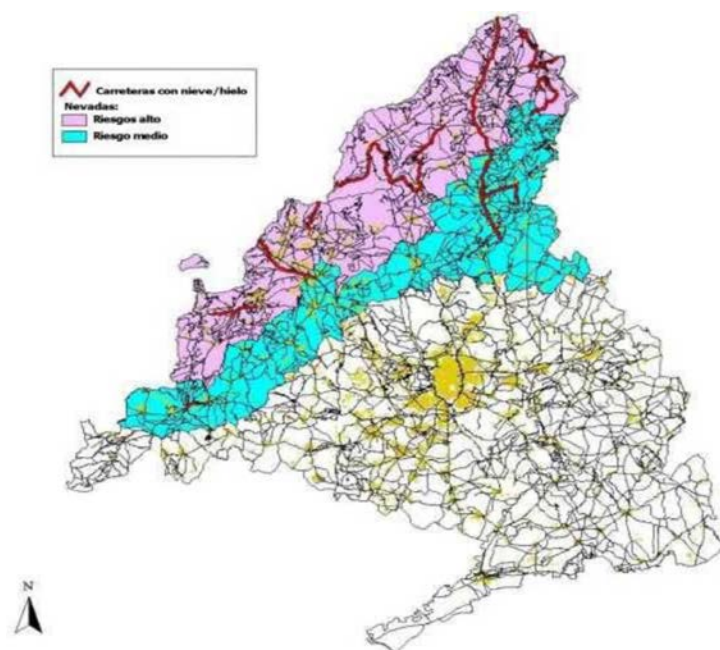 Carreteras con nieve/hielo
Nevadas:
Riesgos alto
Riesgo medio
N